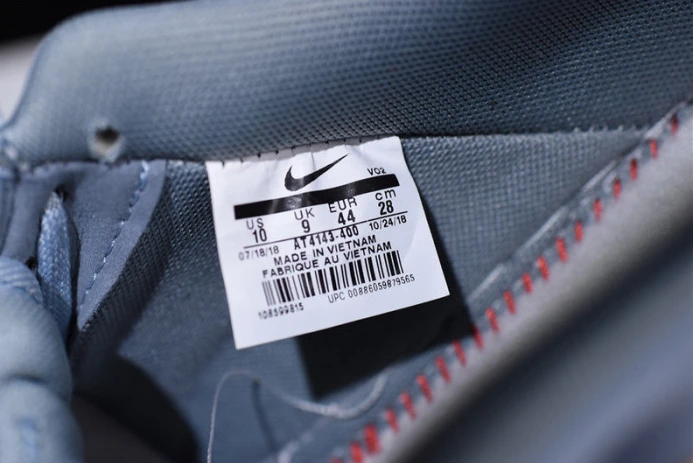 VO2
US UK EUR cm
10 9 44 28
07/18/18 AT4143-400 10/24/18
MADE IN VIETNAM
FABRIQUE AU VIETNAM
108599815 UPC 00886059879565